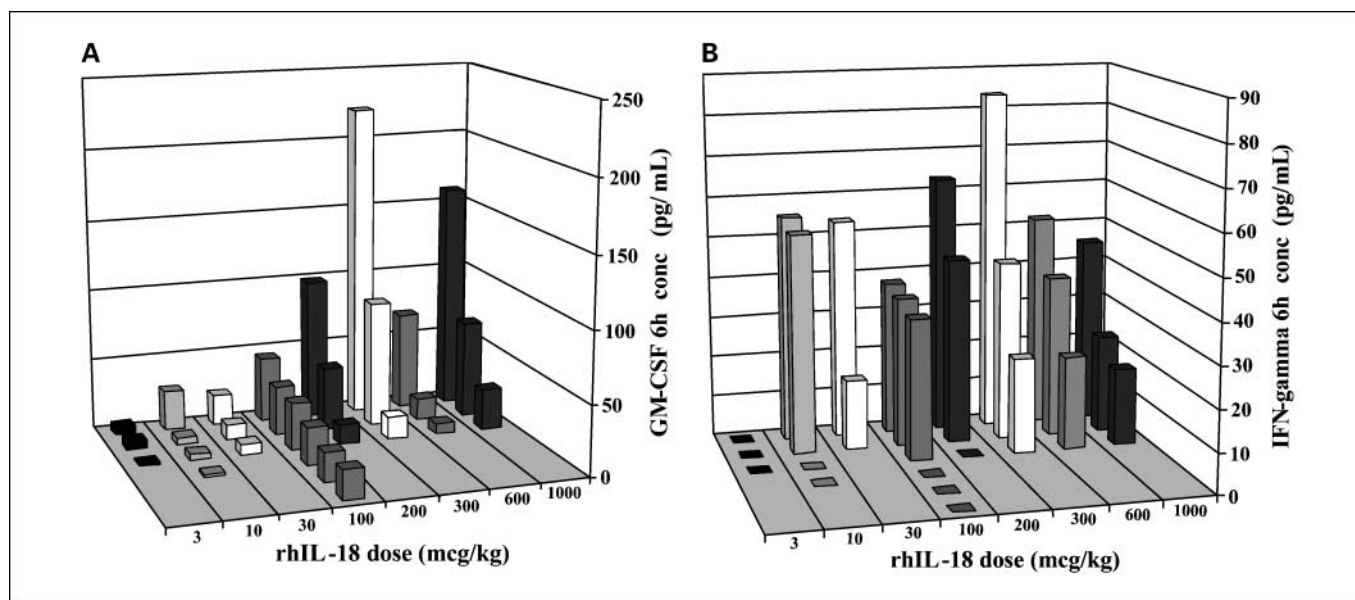 A
250
200
150
100
50
0
GM-CSF 6h conc (pg/mL)
3 10 30 100 200 300 600 1000
rhIL-18 dose (mcg/kg)
B
90
80
70
60
50
40
30
20
10
0
IFN-gamma 6h conc (pg/mL)
3 10 30 100 200 300 600 1000
rhIL-18 dose (mcg/kg)